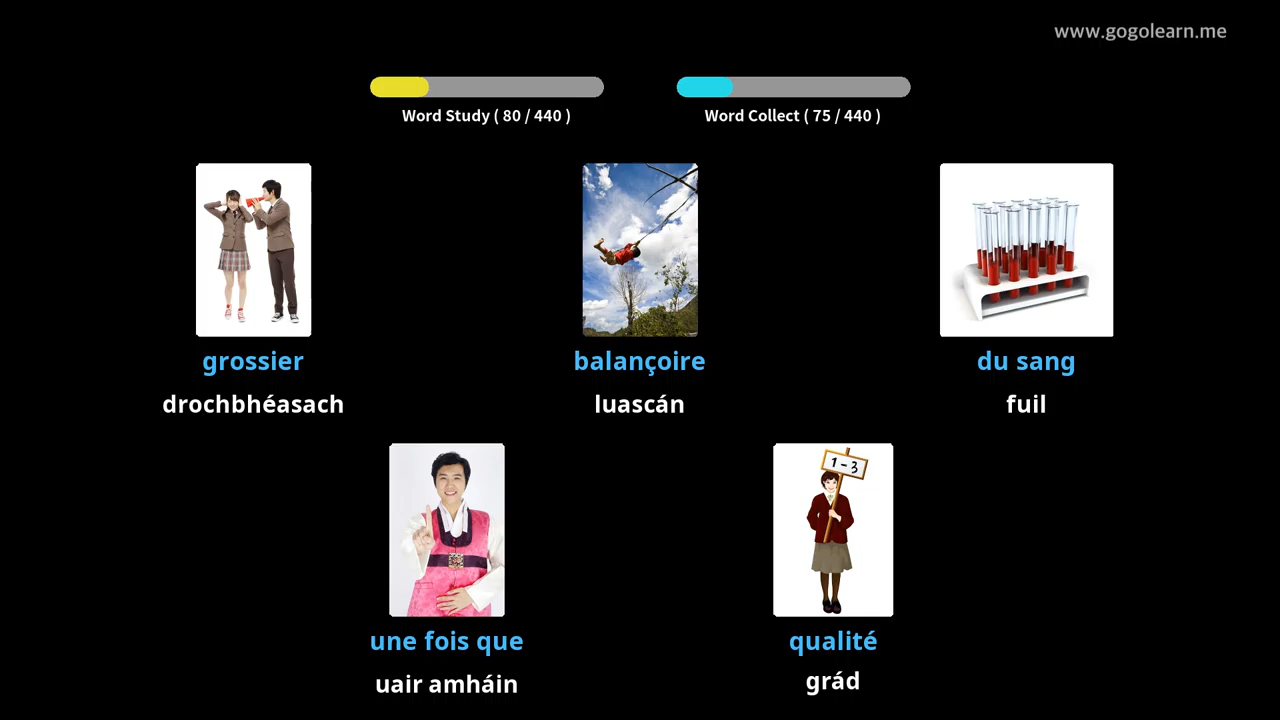 www.gogolearn.me
Word Study ( 80 / 440 )
Word Collect ( 75 / 440 )
grossier
balançoire
du sang
drochbhéasach
luascán
fuil
1 - 3
une fois que
qualité
uair amháin
grád